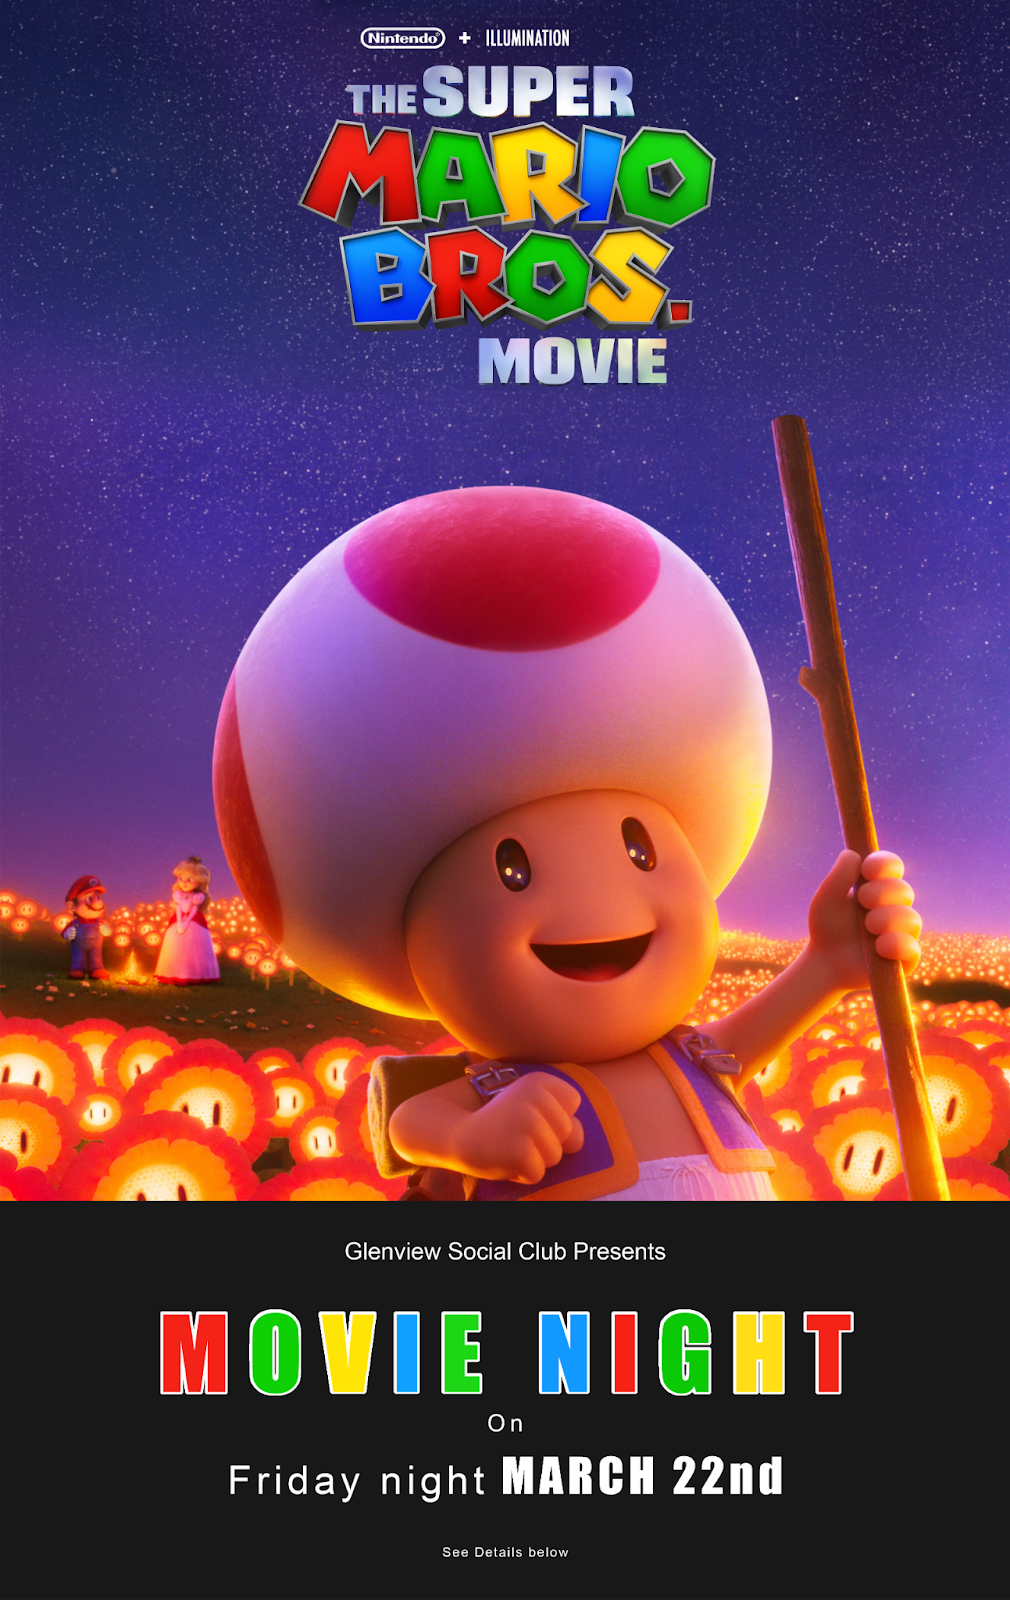 Nintendo + ILLUMINATION
THE SUPER
MARIO
BROS.
MOVIE
Glenview Social Club Presents
MOVIE NIGHT
On
Friday night MARCH 22nd
See Details below